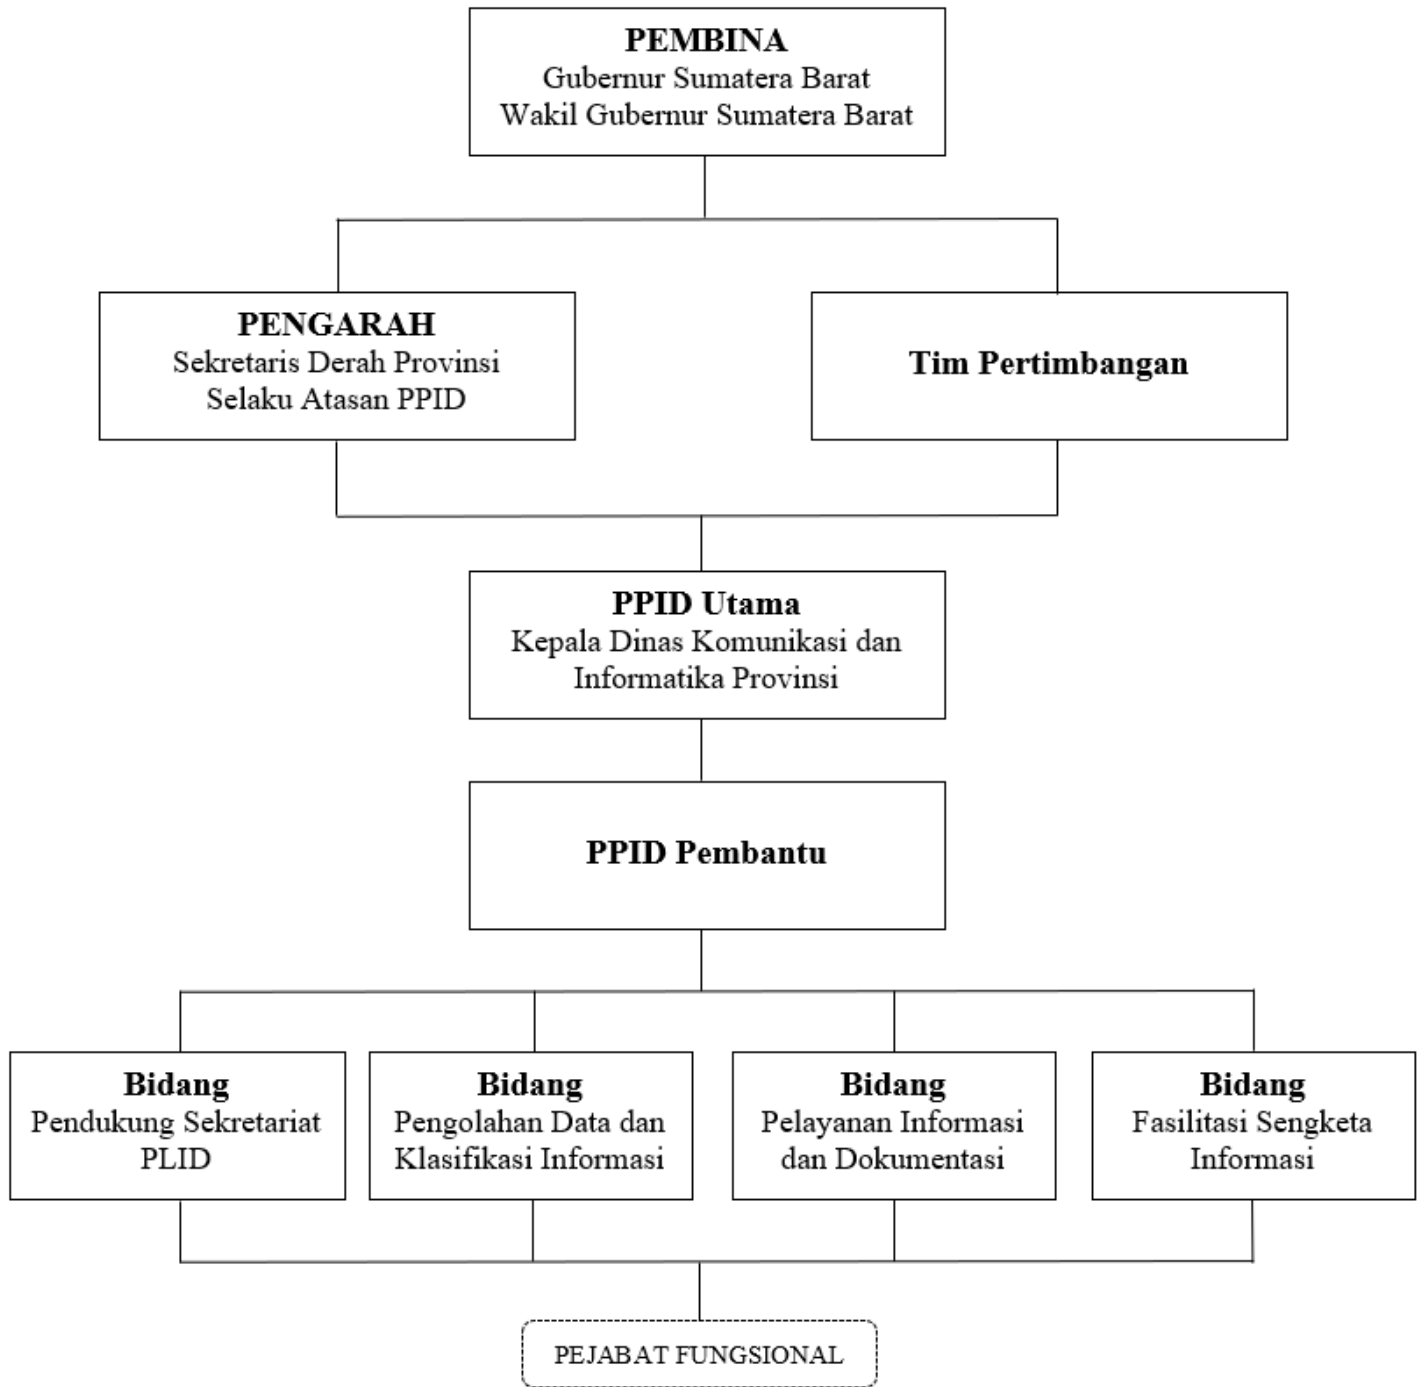 PEMBINA
Gubernur Sumatera Barat
Wakil Gubernur Sumatera Barat
PENGARAH
Sekretaris Derah Provinsi
Selaku Atasan PPID
Tim Pertimbangan
PPID Utama
Kepala Dinas Komunikasi dan
Informatika Provinsi
PPID Pembantu
Bidang
Pendukung Sekretariat
PLID
Bidang
Pengolahan Data dan
Klasifikasi Informasi
Bidang
Pelayanan Informasi
dan Dokumentasi
Bidang
Fasilitasi Sengketa
Informasi
PEJABAT FUNGSIONAL